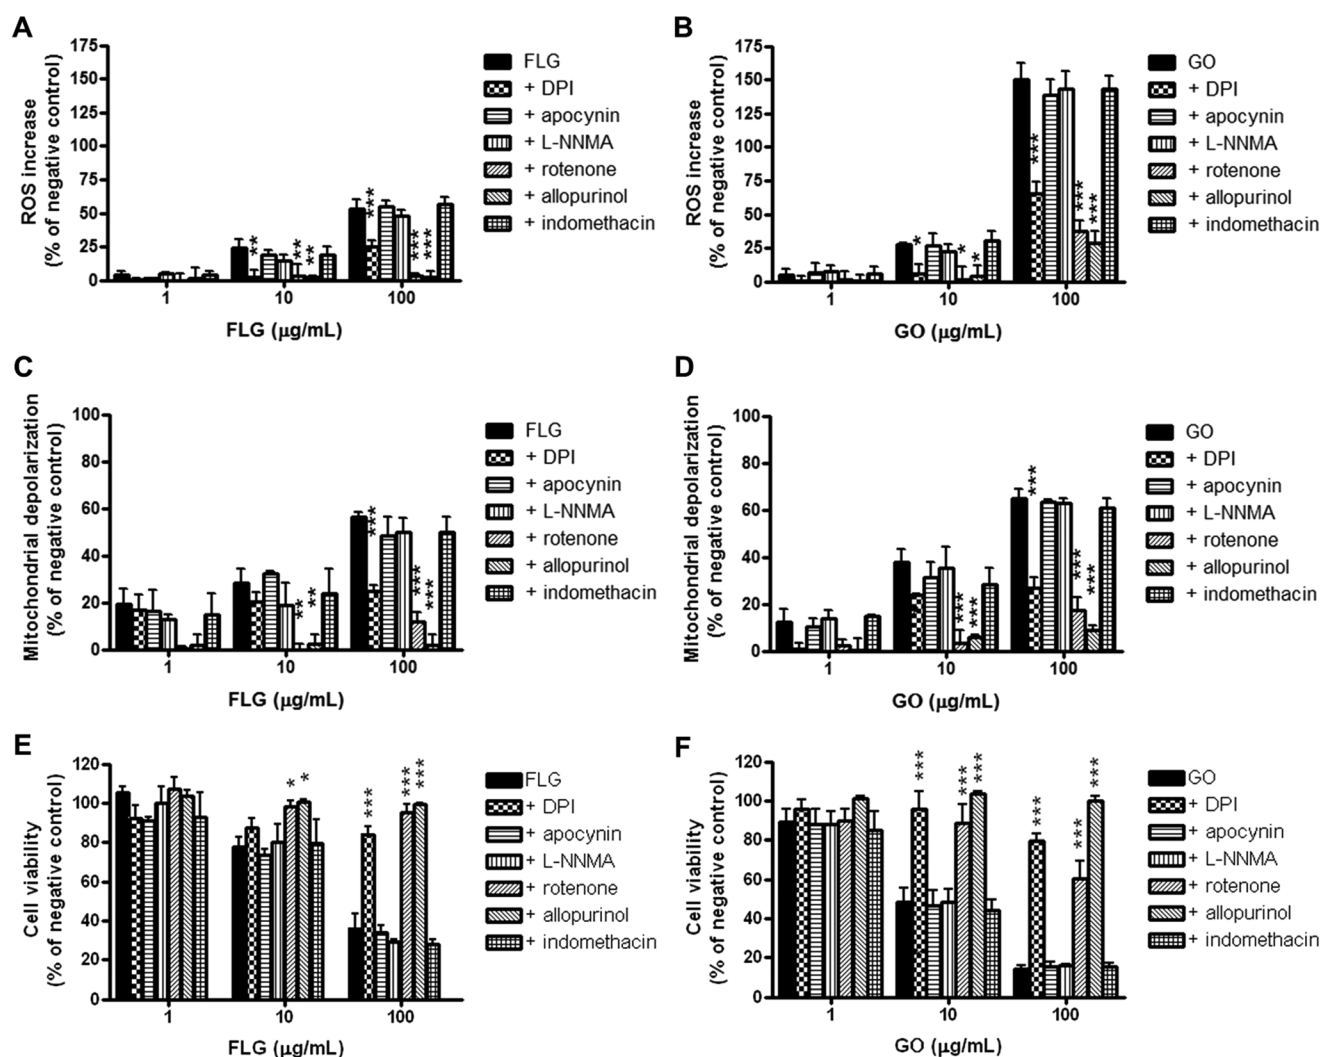 A
ROS increase
(% of negative control)
175
150
125
100
75
50
25
0
**
**
**
***
***
***
1
10
100
FLG (µg/mL)
FLG
+ DPI
+ apocynin
+ L-NNMA
+ rotenone
+ allopurinol
+ indomethacin
B
ROS increase
(% of negative control)
175
150
125
100
75
50
25
0
*
*
*
***
***
***
1
10
100
GO (µg/mL)
GO
+ DPI
+ apocynin
+ L-NNMA
+ rotenone
+ allopurinol
+ indomethacin
C
Mitochondrial depolarization
(% of negative control)
100
80
60
40
20
0
**
**
***
***
***
1
10
100
FLG (µg/mL)
FLG
+ DPI
+ apocynin
+ L-NNMA
+ rotenone
+ allopurinol
+ indomethacin
D
Mitochondrial depolarization
(% of negative control)
100
80
60
40
20
0
***
***
***
***
***
1
10
100
GO (µg/mL)
GO
+ DPI
+ apocynin
+ L-NNMA
+ rotenone
+ allopurinol
+ indomethacin
E
Cell viability
(% of negative control)
120
100
80
60
40
20
0
*
*
***
***
***
1
10
100
FLG (µg/mL)
FLG
+ DPI
+ apocynin
+ L-NNMA
+ rotenone
+ allopurinol
+ indomethacin
F
Cell viability
(% of negative control)
120
100
80
60
40
20
0
***
***
***
***
***
***
1
10
100
GO (µg/mL)
GO
+ DPI
+ apocynin
+ L-NNMA
+ rotenone
+ allopurinol
+ indomethacin